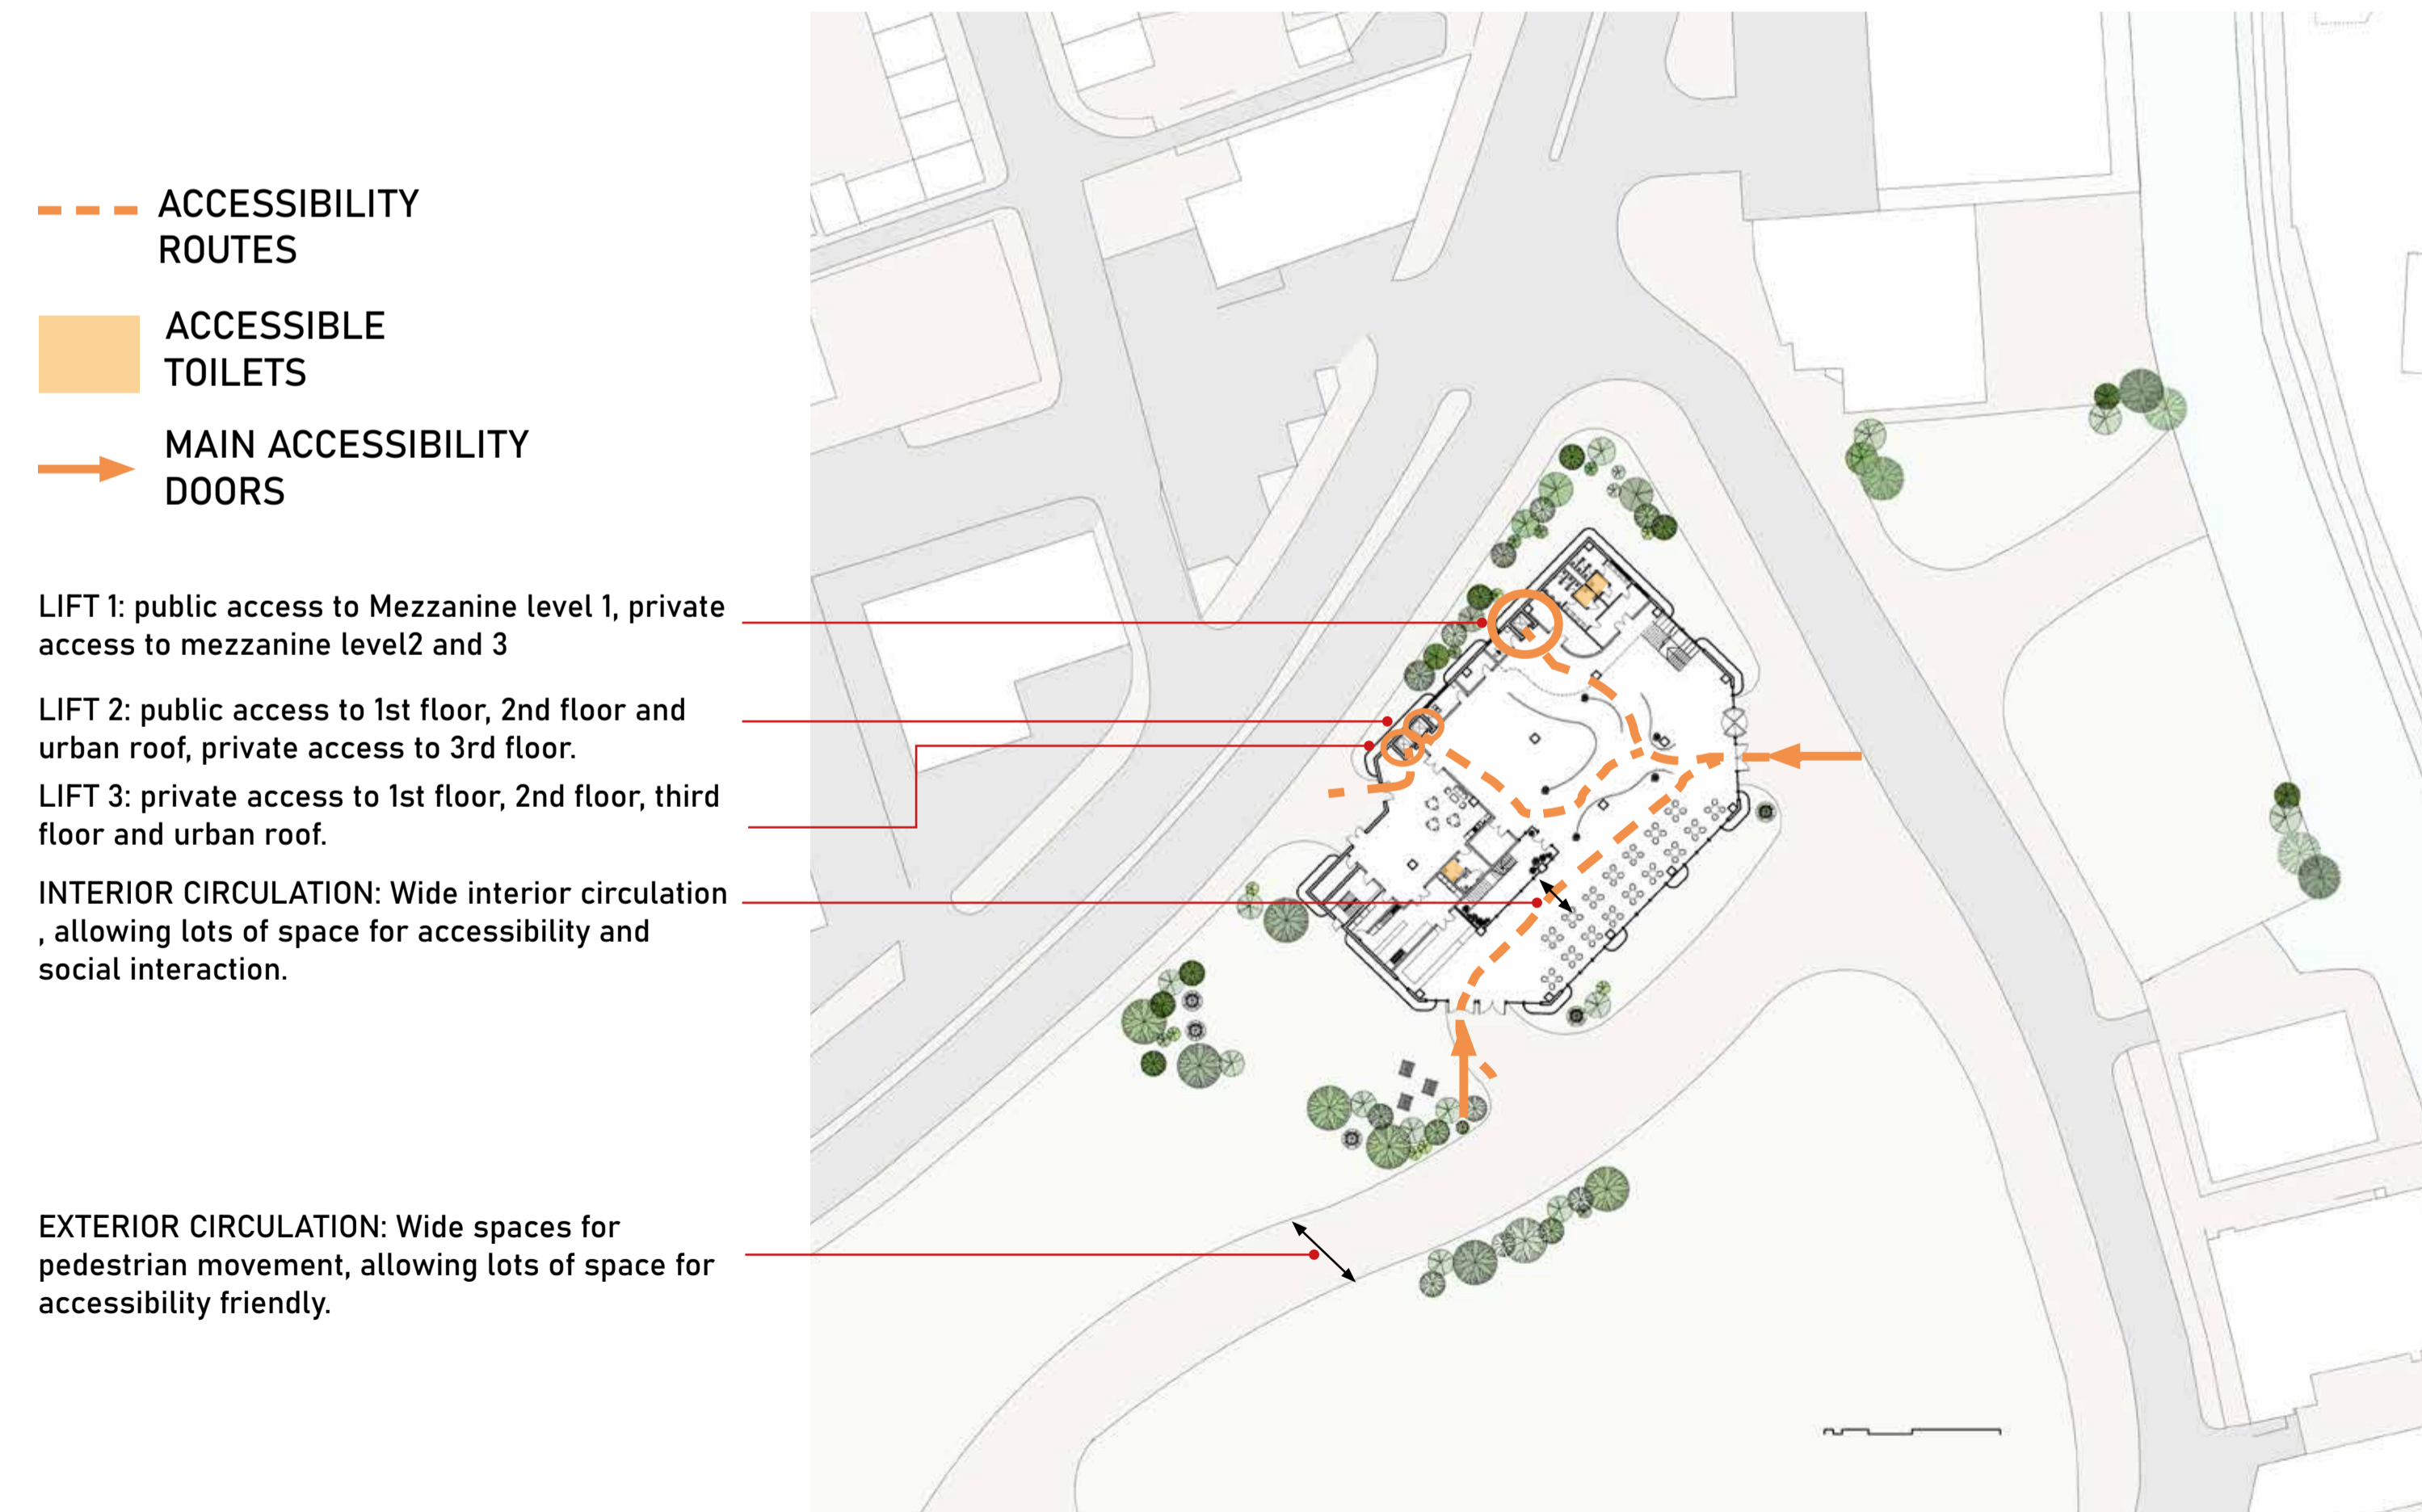 ACCESSIBILITY
ROUTES
ACCESSIBLE
TOILETS
MAIN ACCESSIBILITY
DOORS
LIFT 1: public access to Mezzanine level 1, private
access to mezzanine level2 and 3
LIFT 2: public access to 1st floor, 2nd floor and
urban roof, private access to 3rd floor.
LIFT 3: private access to 1st floor, 2nd floor, third
floor and urban roof.
INTERIOR CIRCULATION: Wide interior circulation
, allowing lots of space for accessibility and
social interaction.
EXTERIOR CIRCULATION: Wide spaces for
pedestrian movement, allowing lots of space for
accessibility friendly.